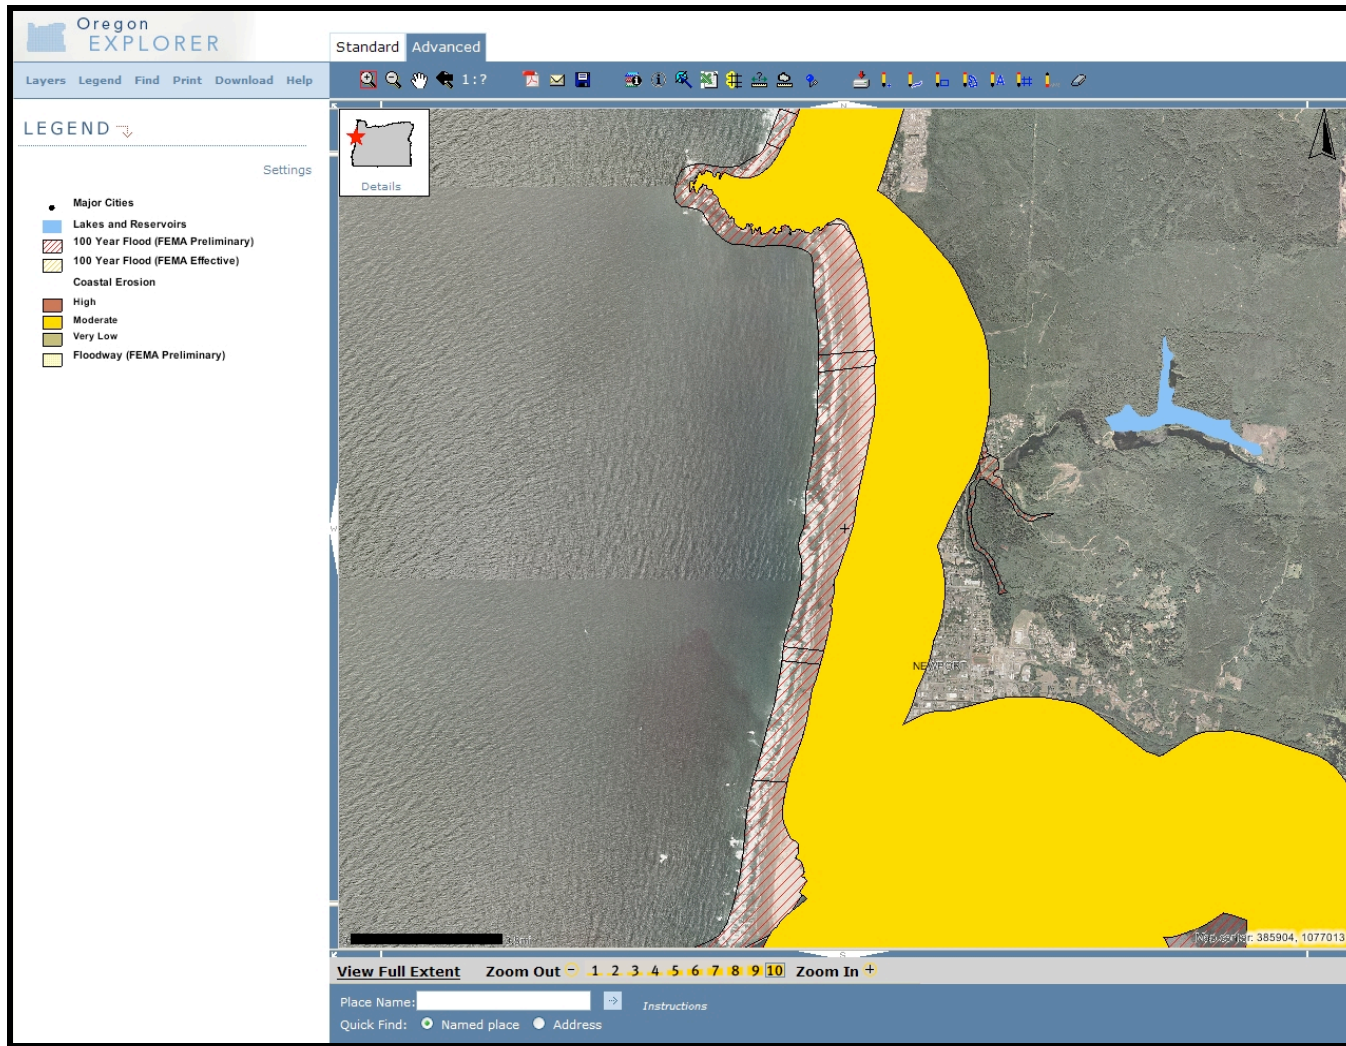 Oregon
EXPLORER
Standard Advanced
Layers Legend Find Print Download Help
1:?
LEGEND
Settings
Major Cities
Lakes and Reservoirs
100 Year Flood (FEMA Preliminary)
100 Year Flood (FEMA Effective)
Coastal Erosion
High
Moderate
Very Low
Floodway (FEMA Preliminary)
Details
N
W
NEWPORT
385904, 1077013
S
View Full Extent Zoom Out 1 2 3 4 5 6 7 8 9 10 Zoom In
Place Name: Instructions
Quick Find: Named place Address